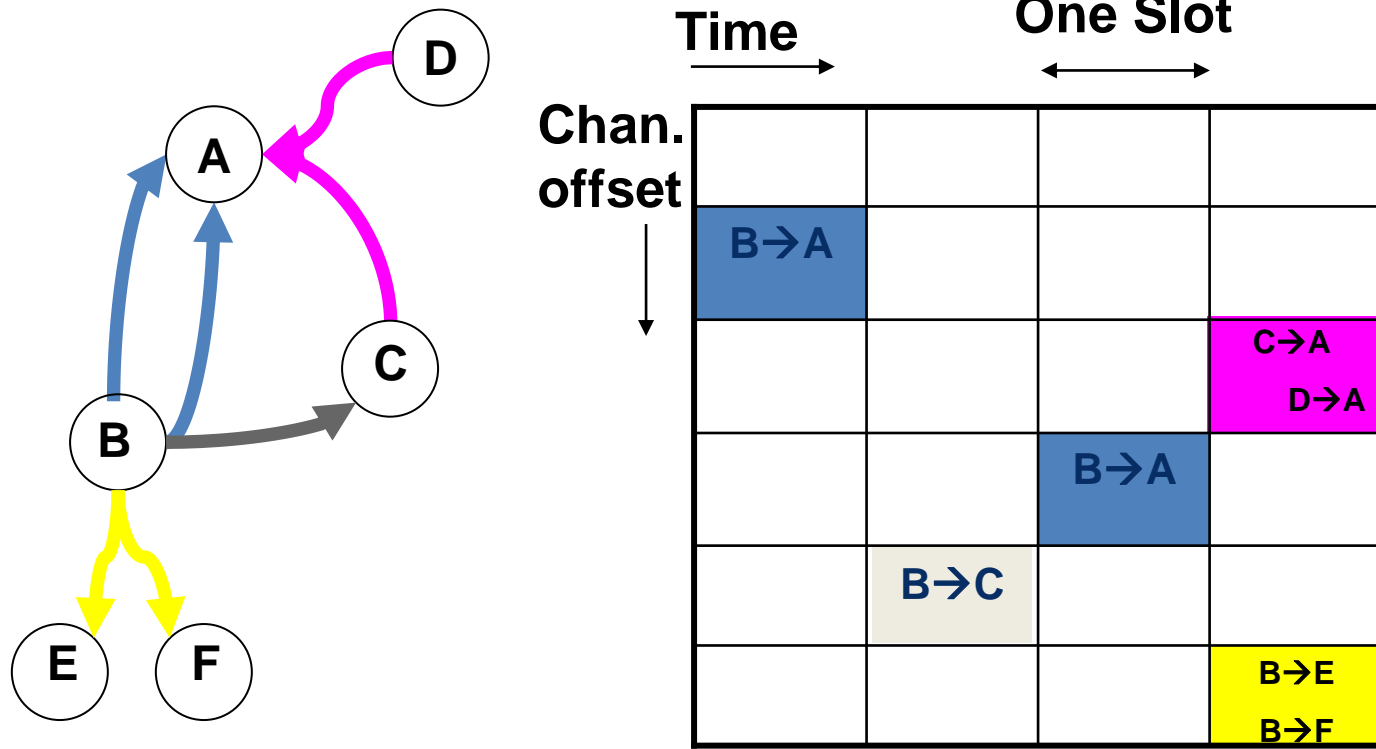 D
A
C
B
E
F
Time
One Slot
Chan.
offset
B→A
C→A
D→A
B→A
B→C
B→E
B→F